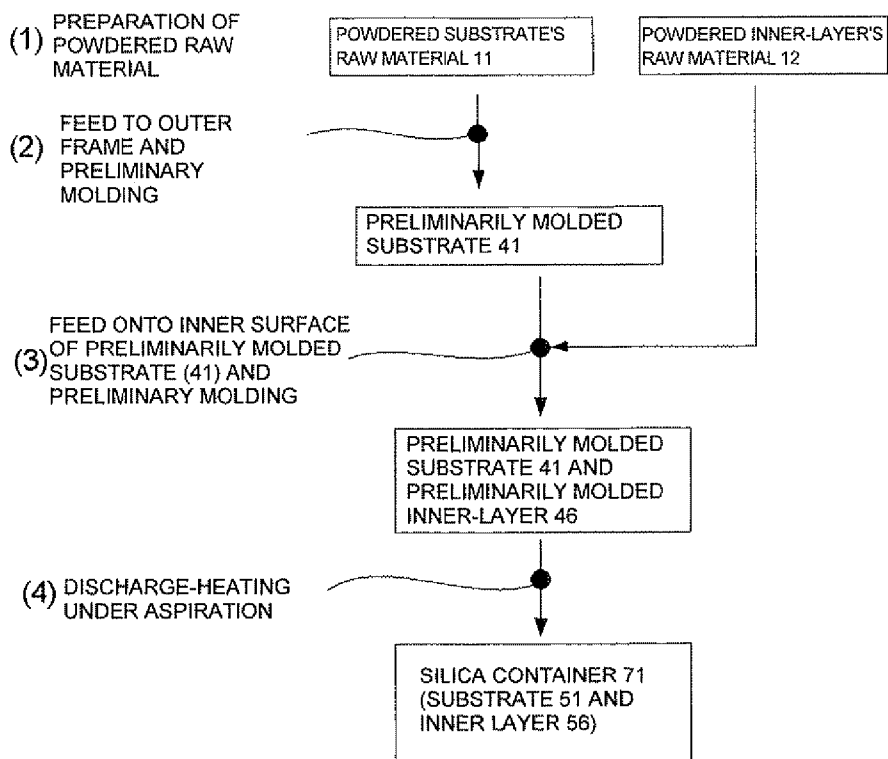 (1) PREPARATION OF
POWDERED RAW
MATERIAL
POWDERED SUBSTRATE'S
RAW MATERIAL 11
POWDERED INNER-LAYER'S
RAW MATERIAL 12
(2) FEED TO OUTER
FRAME AND
PRELIMINARY
MOLDING
PRELIMINARILY MOLDED
SUBSTRATE 41
FEED ONTO INNER SURFACE
OF PRELIMINARILY MOLDED
(3) SUBSTRATE (41) AND
PRELIMINARY MOLDING
PRELIMINARILY MOLDED
SUBSTRATE 41 AND
PRELIMINARILY MOLDED
INNER-LAYER 46
(4) DISCHARGE-HEATING
UNDER ASPIRATION
SILICA CONTAINER 71
(SUBSTRATE 51 AND
INNER LAYER 56)